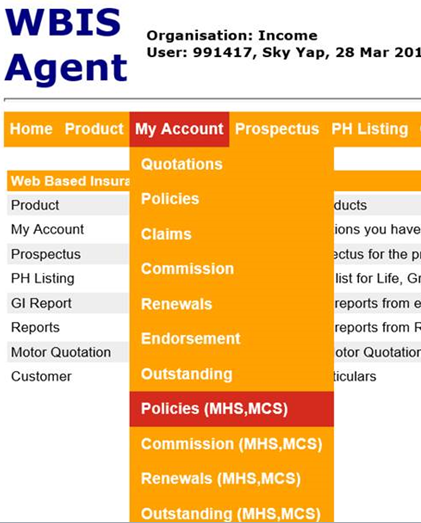 WBIS
Agent
Organisation: Income
User: 991417, Sky Yap, 28 Mar 201
Home Product My Account Prospectus PH Listing
Quotations
Policies
Claims
Commission
Renewals
Endorsement
Outstanding
Policies (MHS,MCS)
Commission (MHS,MCS)
Renewals (MHS,MCS)
Outstanding (MHS,MCS)
Web Based Insura
Product ducts
My Account ions you have
Prospectus ectus for the p
PH Listing list for Life, Gr
GI Report reports from e
Reports reports from R
Motor Quotation otor Quotation
Customer ticulars